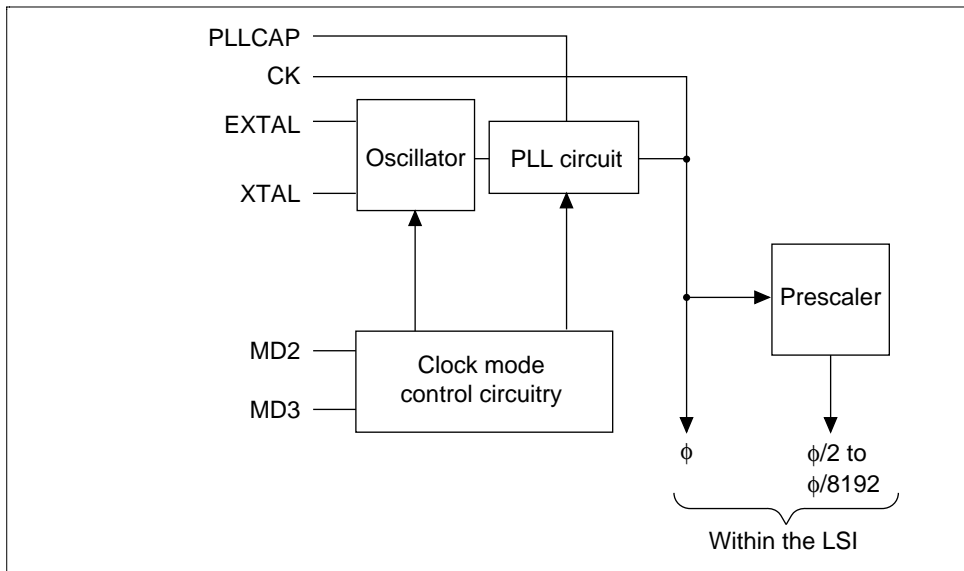 PLLCAP
CK
EXTAL
XTAL
Oscillator
PLL circuit
Prescaler
MD2
MD3
Clock mode
control circuitry
ϕ
ϕ/2 to
ϕ/8192
Within the LSI